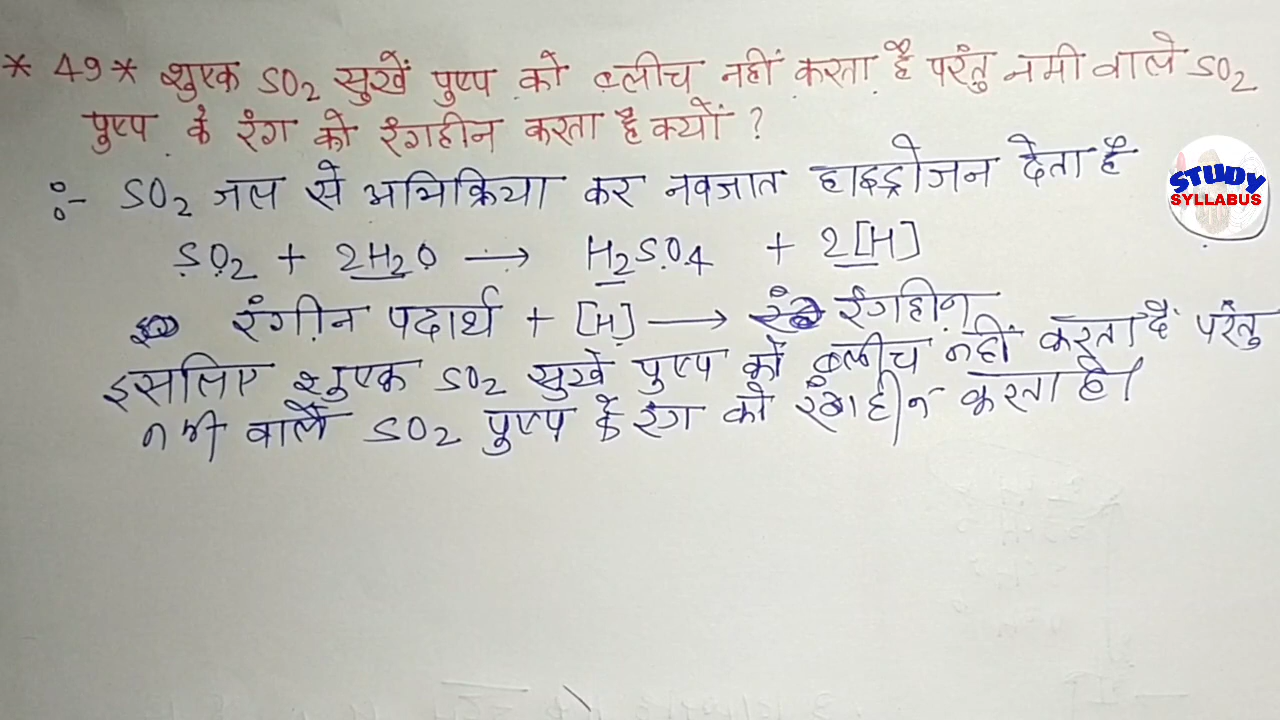 * 49 * शुष्क SO2 सुखें पुष्प को ब्लीच नहीं करता है परंतु नमी वाले SO2
पुष्प के रंग को रंगहीन करता है क्यों ?
:- SO2 जल से अभिक्रिया कर नवजात हाइड्रोजन देता है
SO2 + 2H2O → H2SO4 + 2[H]
रंगीन पदार्थ + [H] → रंगहीन
इसलिए शुष्क SO2 सुखें पुष्प को ब्लीच नहीं करता है परंतु
नमी वाले SO2 पुष्प के रंग को रंगहीन करता है।
STUDY
SYLLABUS